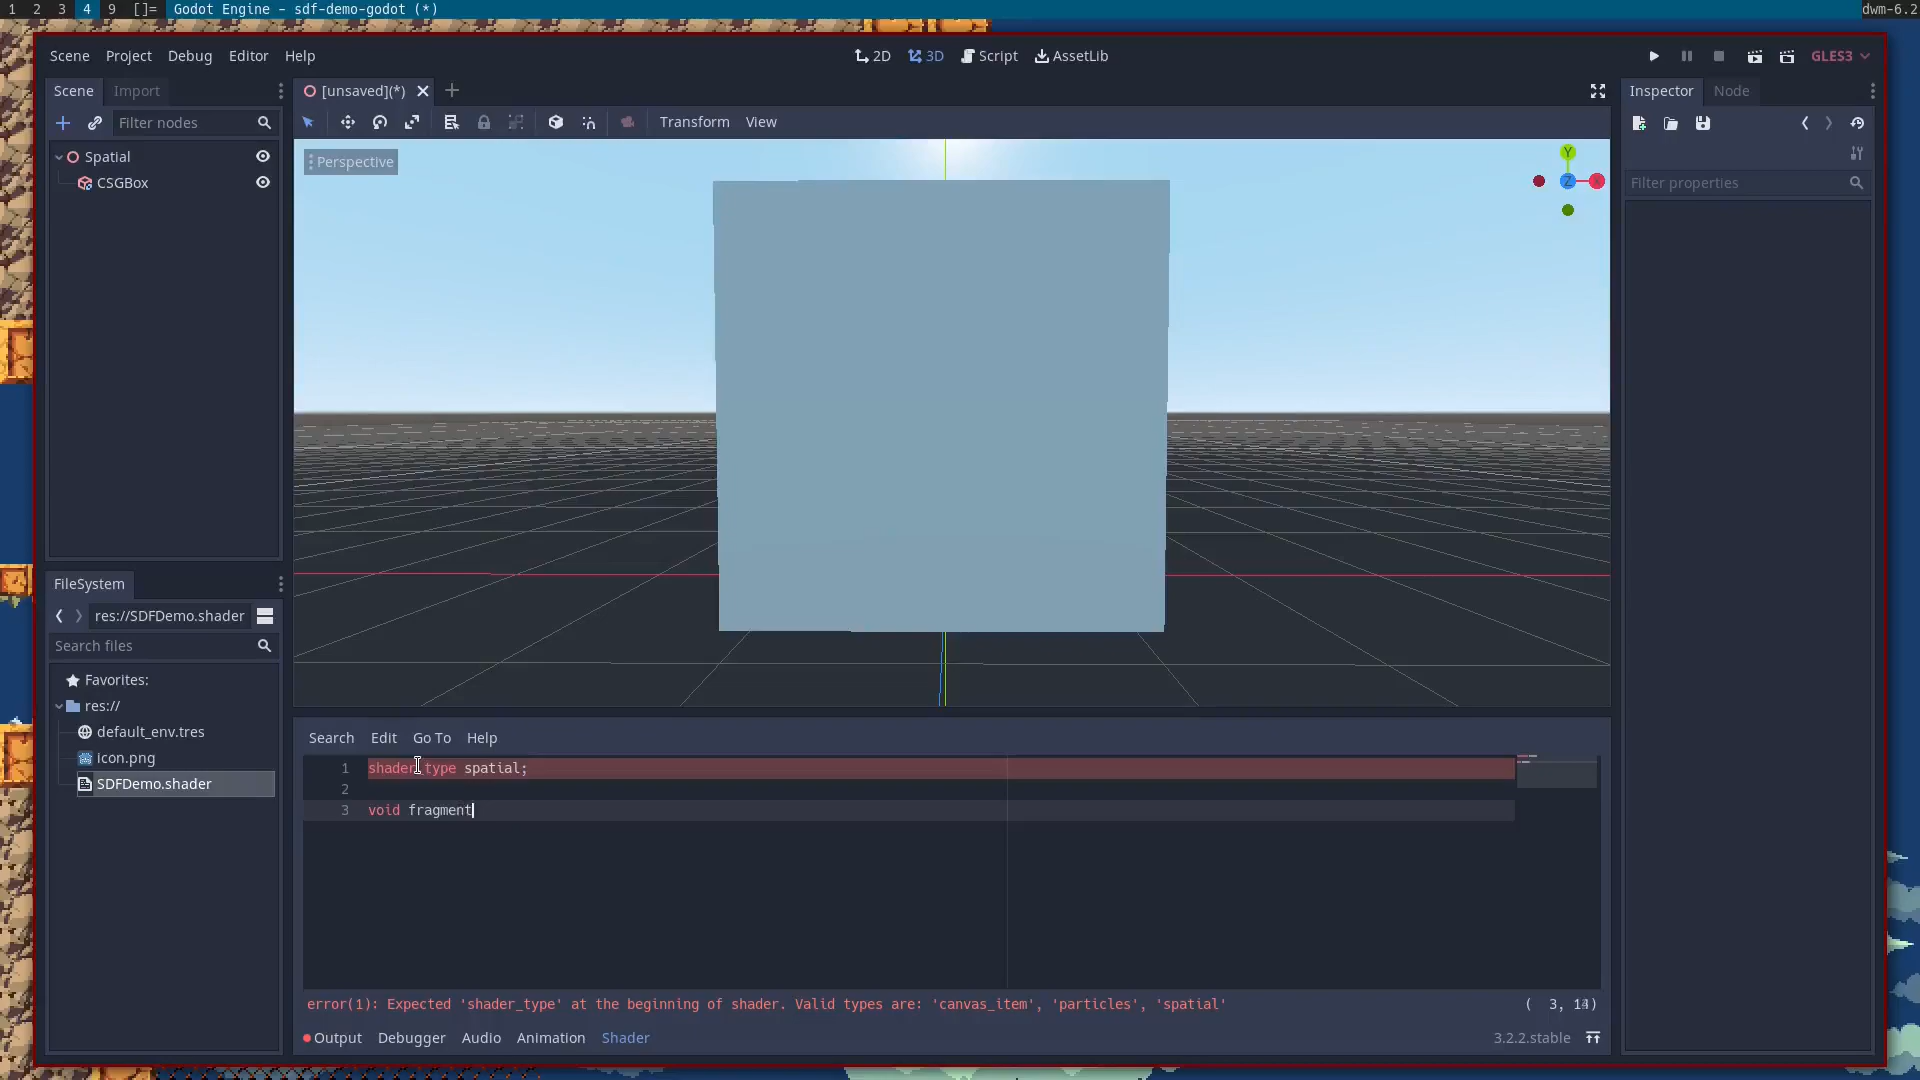 1 2 3 4 9 []= Godot Engine - sdf-demo-godot (*) dwm-6.2
Scene Project Debug Editor Help 2D 3D Script AssetLib GLES3
Scene Import
Filter nodes
Spatial
CSGBox
[unsaved](*)
Transform View
Perspective
Y
Z
Inspector Node
Filter properties
FileSystem
res://SDFDemo.shader
Search files
Favorites:
res://
default_env.tres
icon.png
SDFDemo.shader
Search Edit Go To Help
1 shader_type spatial;
2
3 void fragment
error(1): Expected 'shader_type' at the beginning of shader. Valid types are: 'canvas_item', 'particles', 'spatial'
Output Debugger Audio Animation Shader 3.2.2.stable